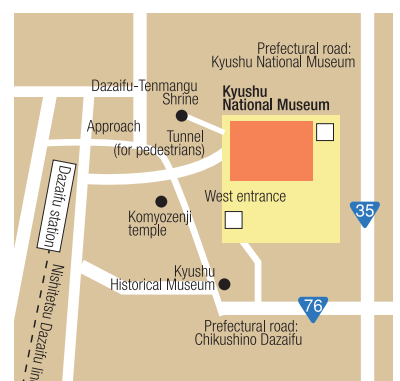 Prefectural road:
Kyushu National Museum
Dazaifu-Tenmangu
Shrine
Kyushu
National Museum
Approach
Tunnel
(for pedestrians)
Dazaifu station
West entrance
Komyozenji
temple
35
Nishitetsu Dazaifu line
Kyushu
Historical Museum
76
Prefectural road:
Chikushino Dazaifu